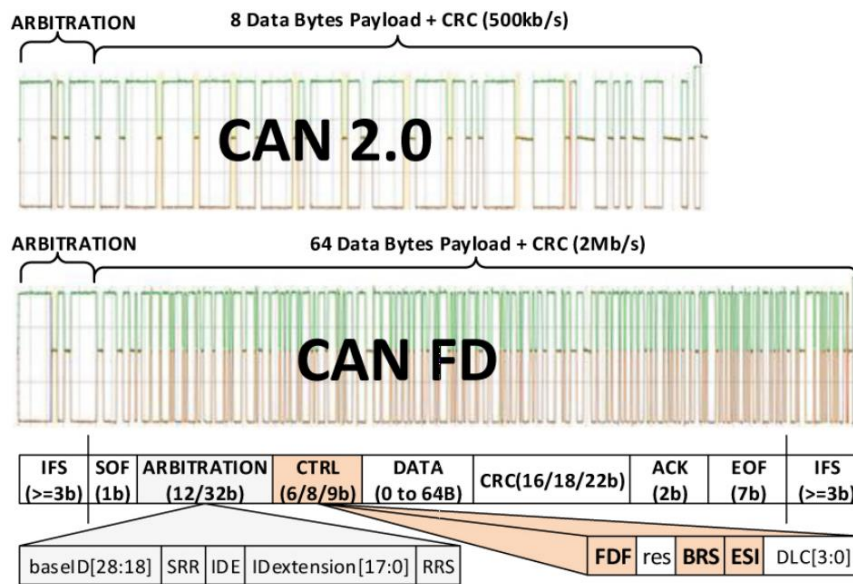 ARBITRATION
8 Data Bytes Payload + CRC (500kb/s)
CAN 2.0
ARBITRATION
64 Data Bytes Payload + CRC (2Mb/s)
CAN FD
IFS (>=3b)
SOF (1b)
ARBITRATION (12/32b)
CTRL (6/8/9b)
DATA (0 to 64B)
CRC(16/18/22b)
ACK (2b)
EOF (7b)
IFS (>=3b)
baseID[28:18] SRR IDE IDextension[17:0] RRS
FDF res BRS ESI DLC[3:0]